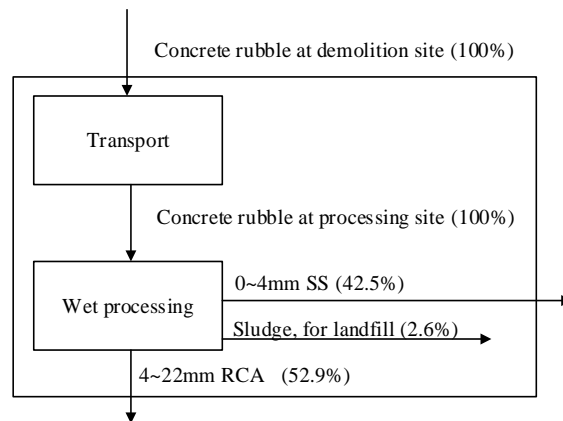 Concrete rubble at demolition site (100%)
Transport
Concrete rubble at processing site (100%)
0~4mm SS (42.5%)
Wet processing
Sludge, for landfill (2.6%)
4~22mm RCA (52.9%)